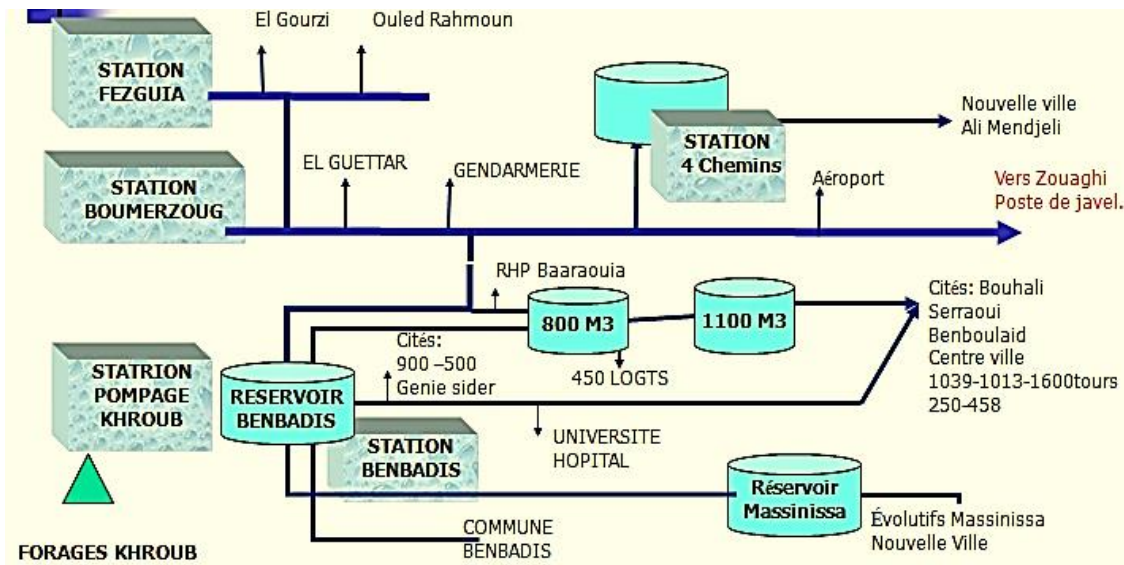 El Gourzi
Ouled Rahmoun
STATION
FEZGUIA
STATION
4 Chemins
Nouvelle ville
Ali Mendjeli
STATION
BOUMERZOUG
EL GUETTAR
GENDARMERIE
Aéroport
Vers Zouaghi
Poste de javel.
RHP Baaraouia
800 M3
1100 M3
Cités: Bouhali
Serraoui
Benboulaid
Centre ville
1039-1013-1600tours
250-458
Cités:
900 –500
Genie sider
450 LOGTS
STATRION
POMPAGE
KHROUB
RESERVOIR
BENBADIS
STATION
BENBADIS
UNIVERSITE
HOPITAL
Réservoir
Massinissa
Évolutifs Massinissa
Nouvelle Ville
COMMUNE
BENBADIS
FORAGES KHROUB